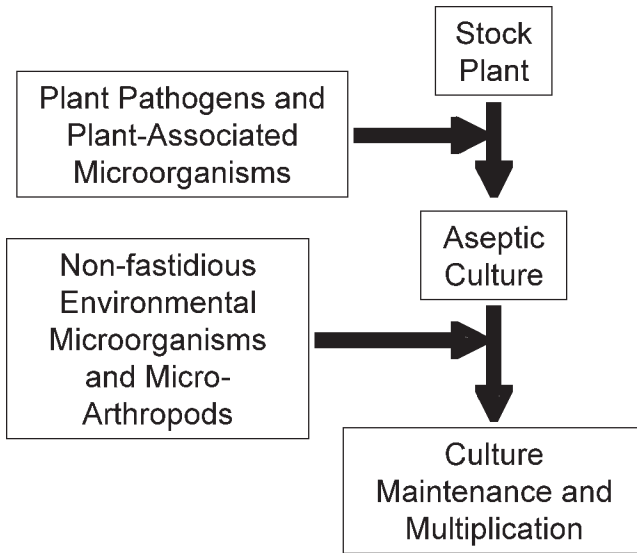 Stock
Plant
Plant Pathogens and
Plant-Associated
Microorganisms
Aseptic
Culture
Non-fastidious
Environmental
Microorganisms
and Micro-
Arthropods
Culture
Maintenance and
Multiplication